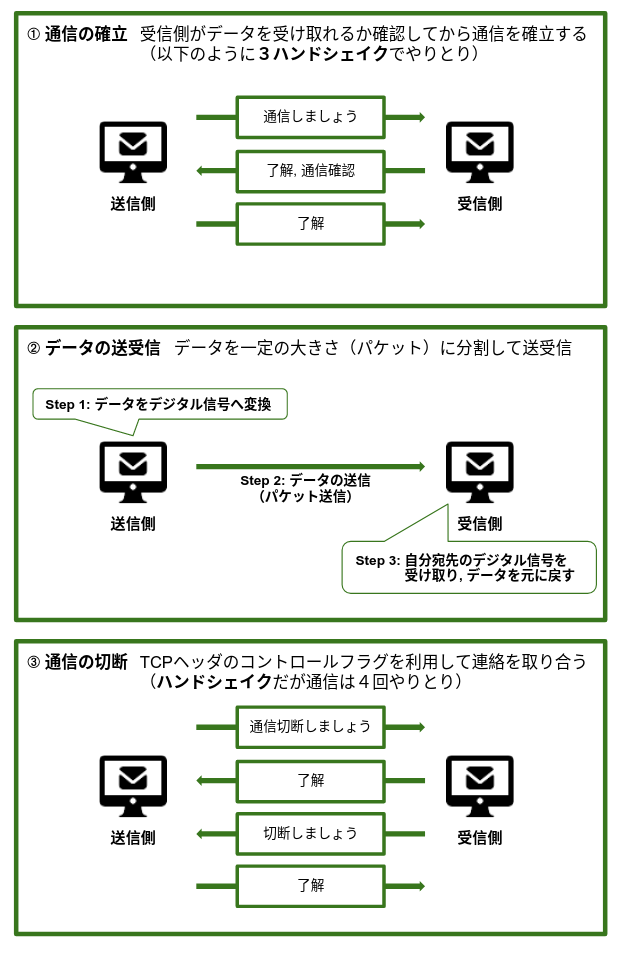 ① 通信の確立 受信側がデータを受け取れるか確認してから通信を確立する
（以下のように３ハンドシェイクでやりとり）
通信しましょう
了解, 通信確認
了解
送信側
受信側
② データの送受信 データを一定の大きさ（パケット）に分割して送受信
Step 1: データをデジタル信号へ変換
Step 2: データの送信
（パケット送信）
送信側
受信側
Step 3: 自分宛先のデジタル信号を
受け取り, データを元に戻す
③ 通信の切断 TCPヘッダのコントロールフラグを利用して連絡を取り合う
（ハンドシェイクだが通信は４回やりとり）
通信切断しましょう
了解
切断しましょう
送信側
受信側
了解